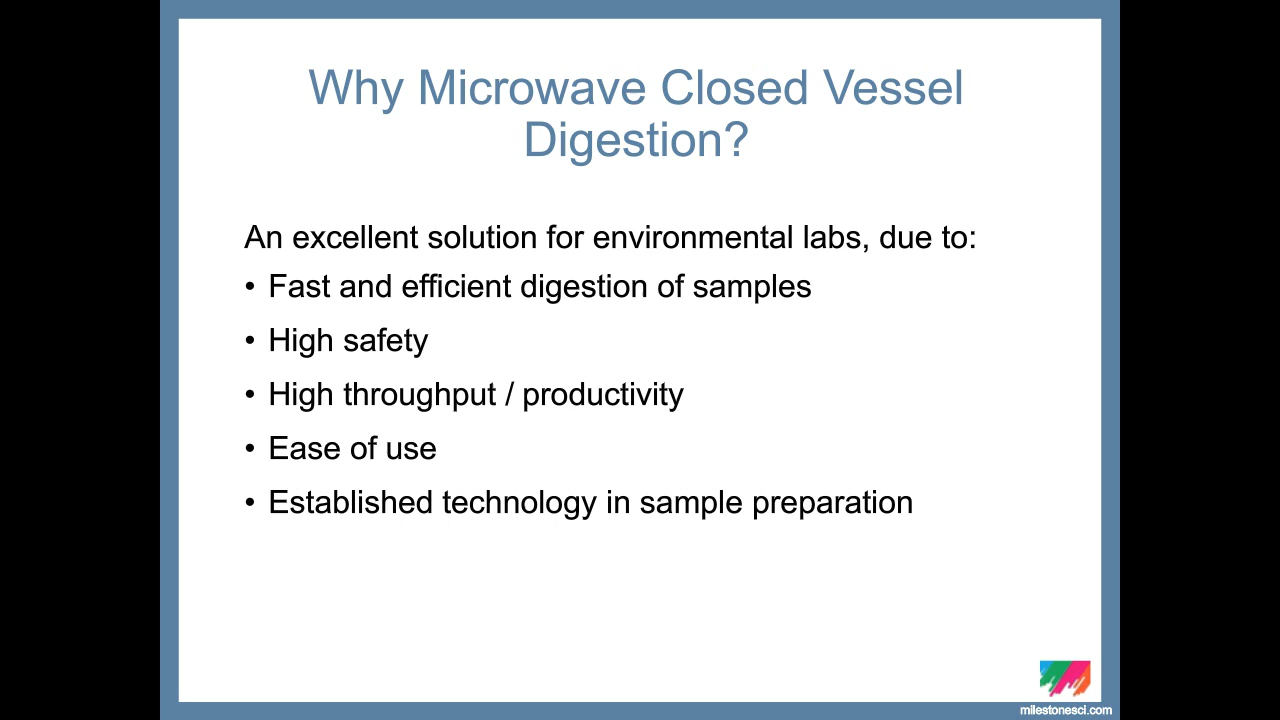 Why Microwave Closed Vessel
Digestion?
An excellent solution for environmental labs, due to:
• Fast and efficient digestion of samples
• High safety
• High throughput / productivity
• Ease of use
• Established technology in sample preparation
milestonesci.com